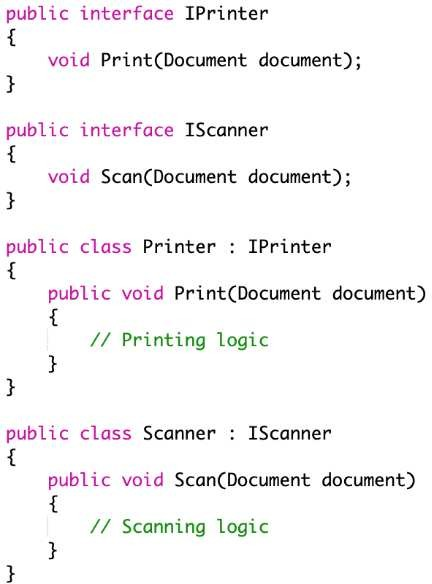 public interface IPrinter
{
    void Print(Document document);
}

public interface IScanner
{
    void Scan(Document document);
}

public class Printer : IPrinter
{
    public void Print(Document document)
    {
        // Printing logic
    }
}

public class Scanner : IScanner
{
    public void Scan(Document document)
    {
        // Scanning logic
    }
}